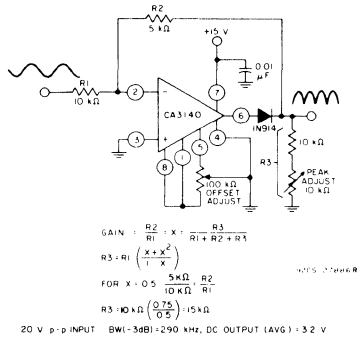 R2
5 kΩ
+15 V
0.01
µF
R1
10 kΩ
2
7
CA3140
6
1N914
3
5
4
8
1
10 kΩ
R3
PEAK
ADJUST
10 kΩ
100 kΩ
OFFSET
ADJUST
GAIN = R2/R1 = X = R3/(R1 + R2 + R3)
R3 = R1 (X + X²/1 X)
FOR X = 0.5 5 KΩ/10 KΩ = R2/R1
R3 = 10 kΩ (0.75/0.5) = 15 kΩ
20 V p-p INPUT BW(-3dB) = 290 kHz, DC OUTPUT (AVG) = 3.2 V